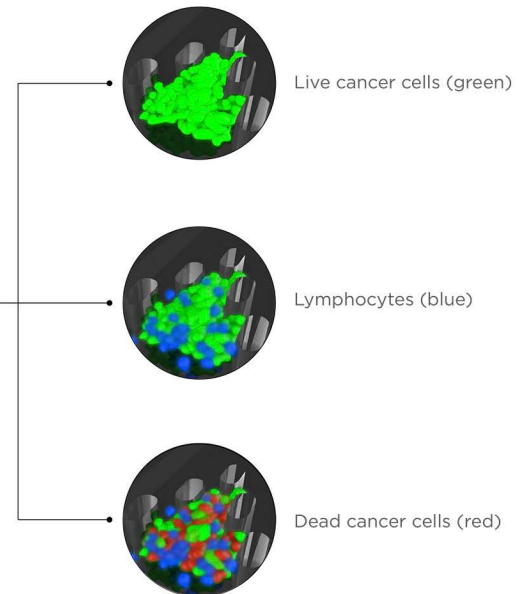 Live cancer cells (green)
Lymphocytes (blue)
Dead cancer cells (red)